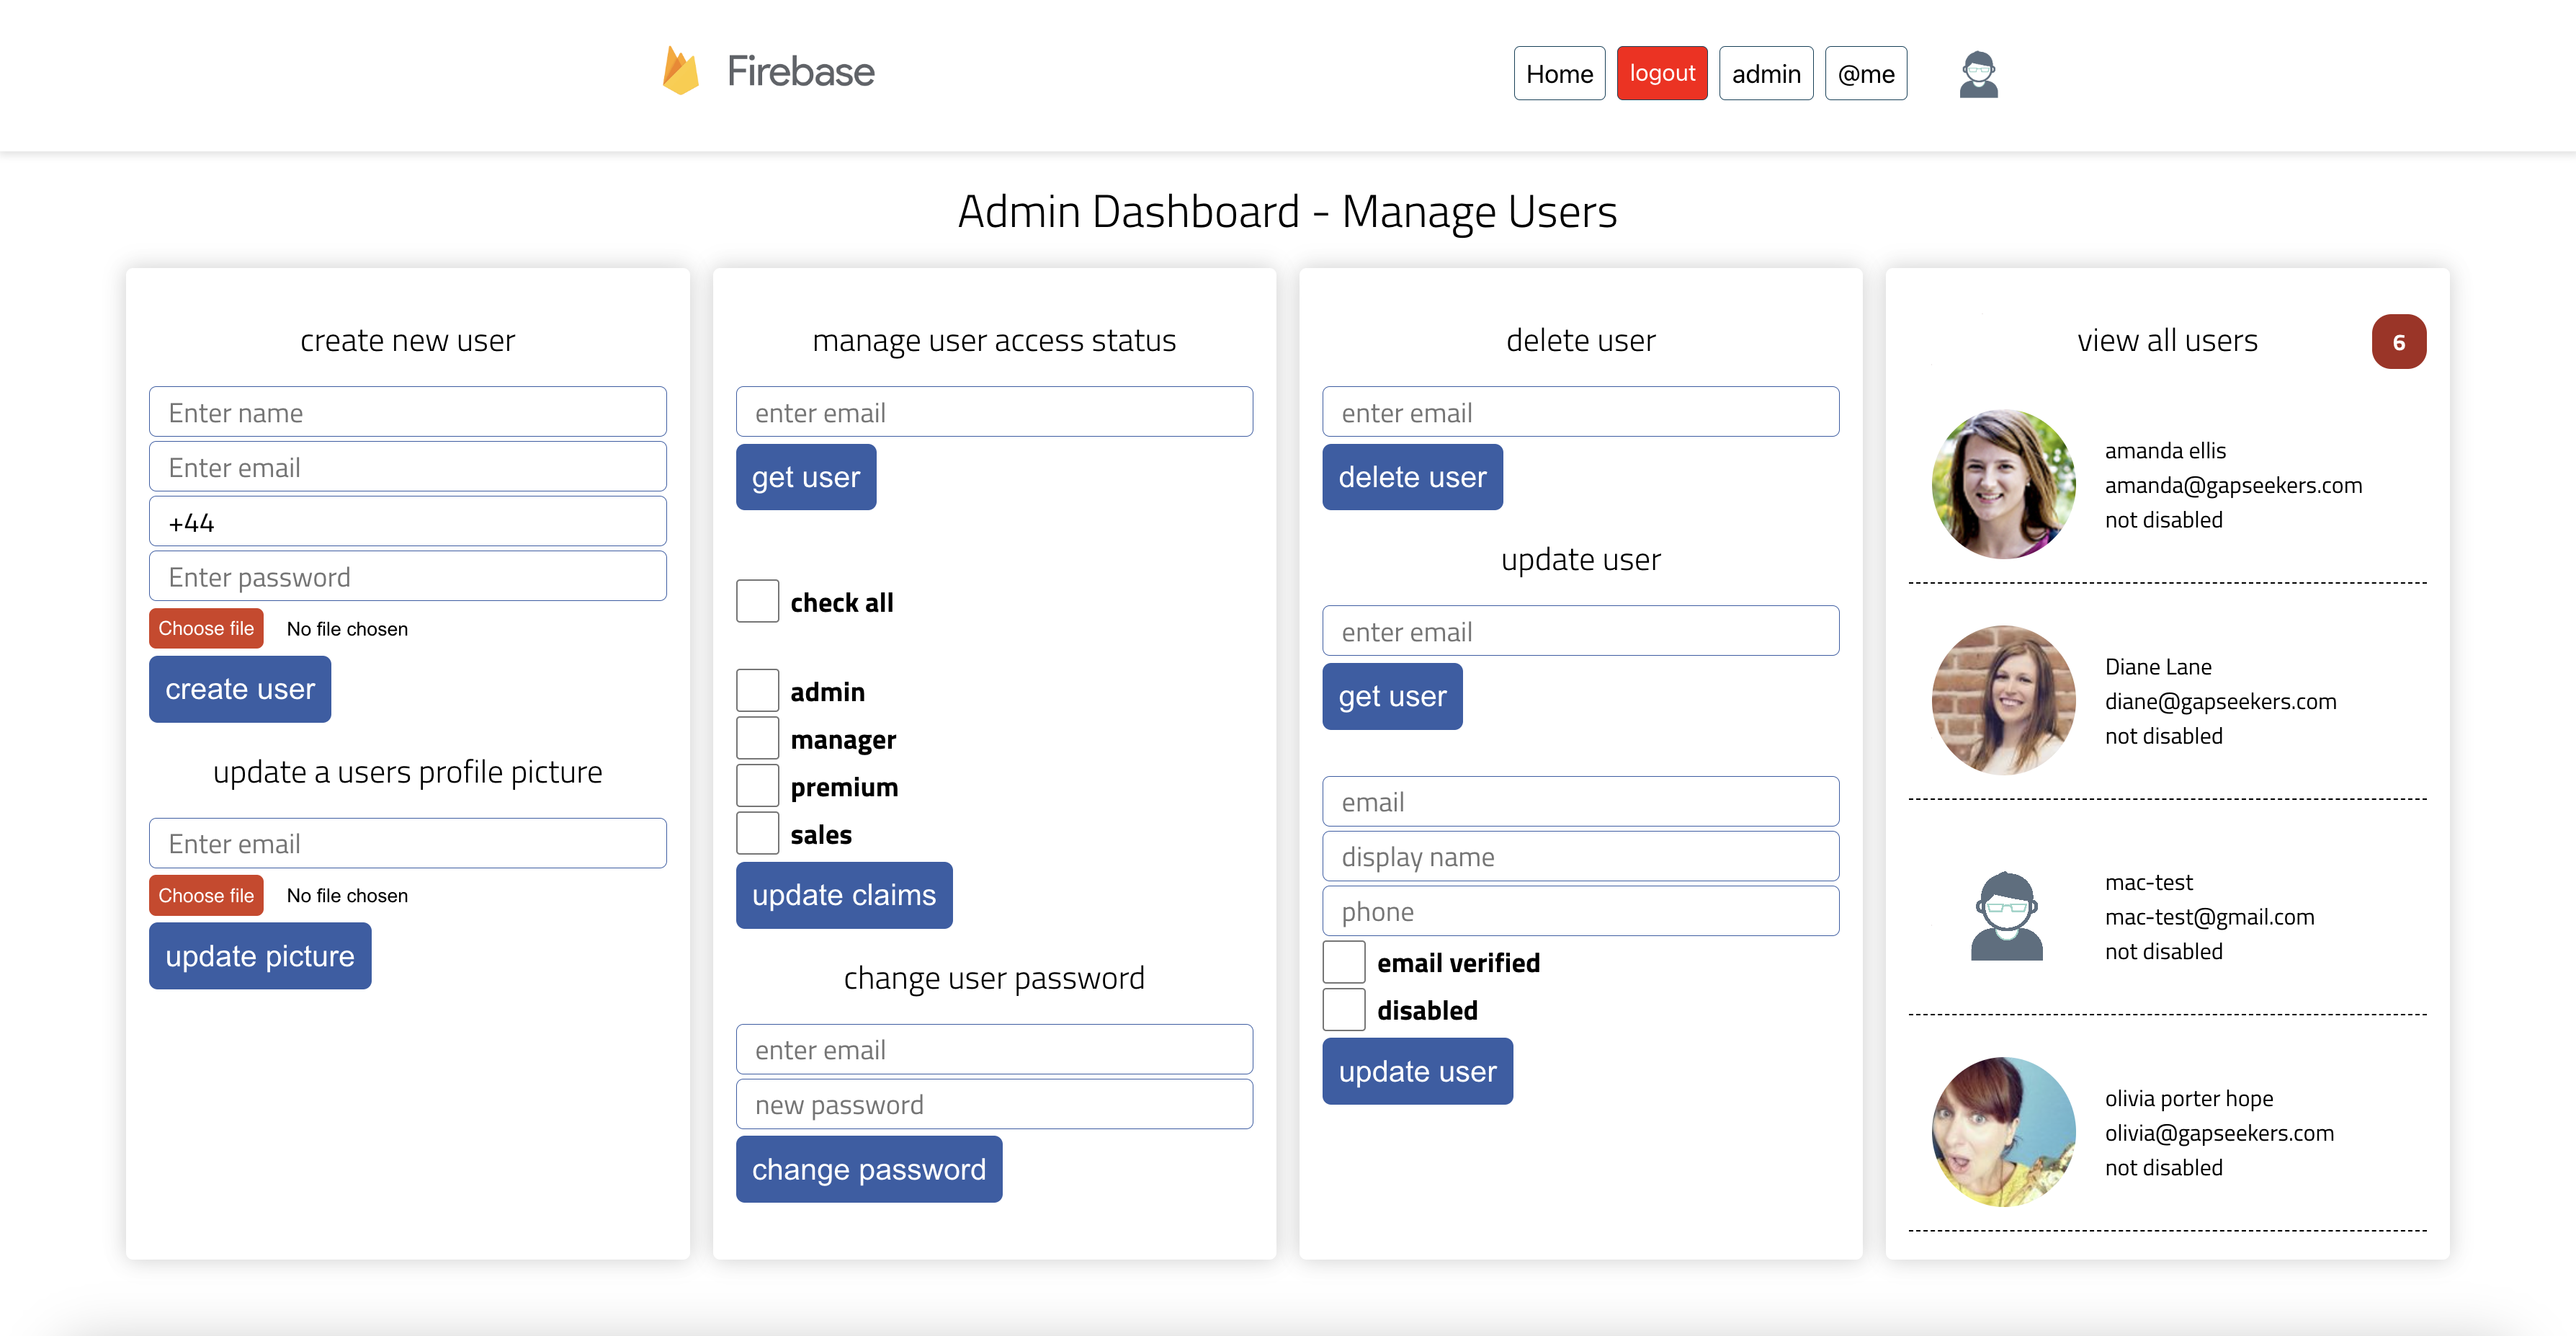 Firebase
Home
logout
admin
@me
Admin Dashboard - Manage Users
create new user
Enter name
Enter email
+44
Enter password
Choose file No file chosen
create user
update a users profile picture
Enter email
Choose file No file chosen
update picture
manage user access status
enter email
get user
check all
admin
manager
premium
sales
update claims
change user password
enter email
new password
change password
delete user
enter email
delete user
update user
enter email
get user
email
display name
phone
email verified
disabled
update user
view all users
6
amanda ellis
amanda@gapseekers.com
not disabled
Diane Lane
diane@gapseekers.com
not disabled
mac-test
mac-test@gmail.com
not disabled
olivia porter hope
olivia@gapseekers.com
not disabled